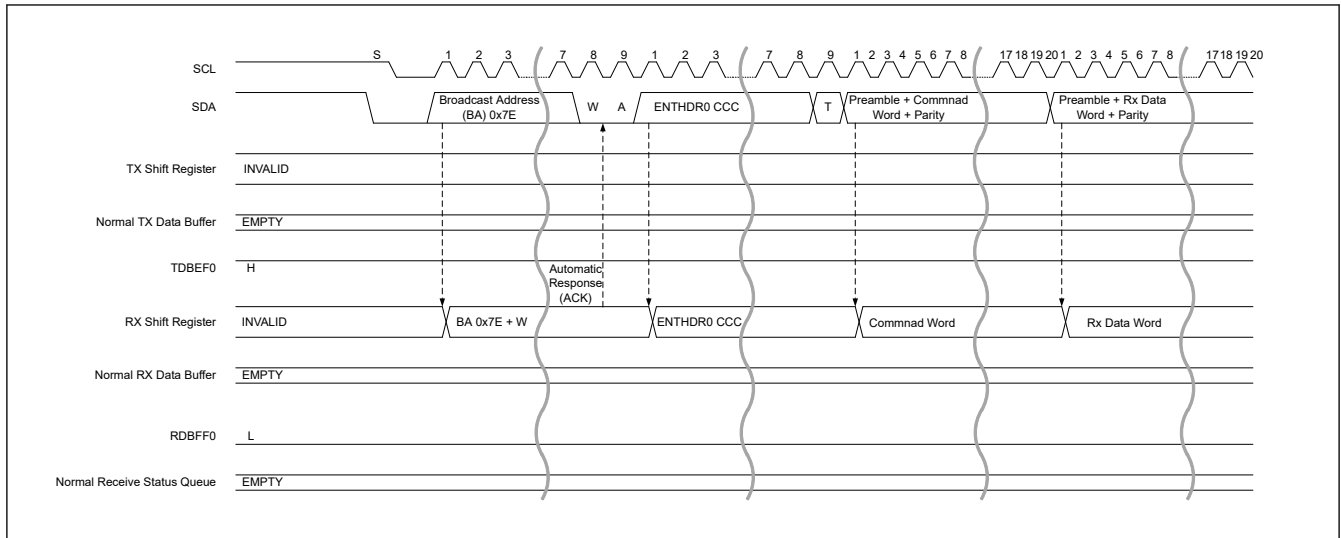 S 1 2 3 7 8 9 1 2 3 7 8 9 1 2 3 4 5 6 7 8 17 18 19 20 1 2 3 4 5 6 7 8 17 18 19 20
SCL
SDA
Broadcast Address
(BA) 0x7E
W
A
ENTHDR0 CCC
T
Preamble + Commnad
Word + Parity
Preamble + Rx Data
Word + Parity
TX Shift Register
INVALID
Normal TX Data Buffer
EMPTY
TDBEF0
H
Automatic
Response
(ACK)
RX Shift Register
INVALID
BA 0x7E + W
ENTHDR0 CCC
Commnad Word
Rx Data Word
Normal RX Data Buffer
EMPTY
RDBFF0
L
Normal Receive Status Queue
EMPTY